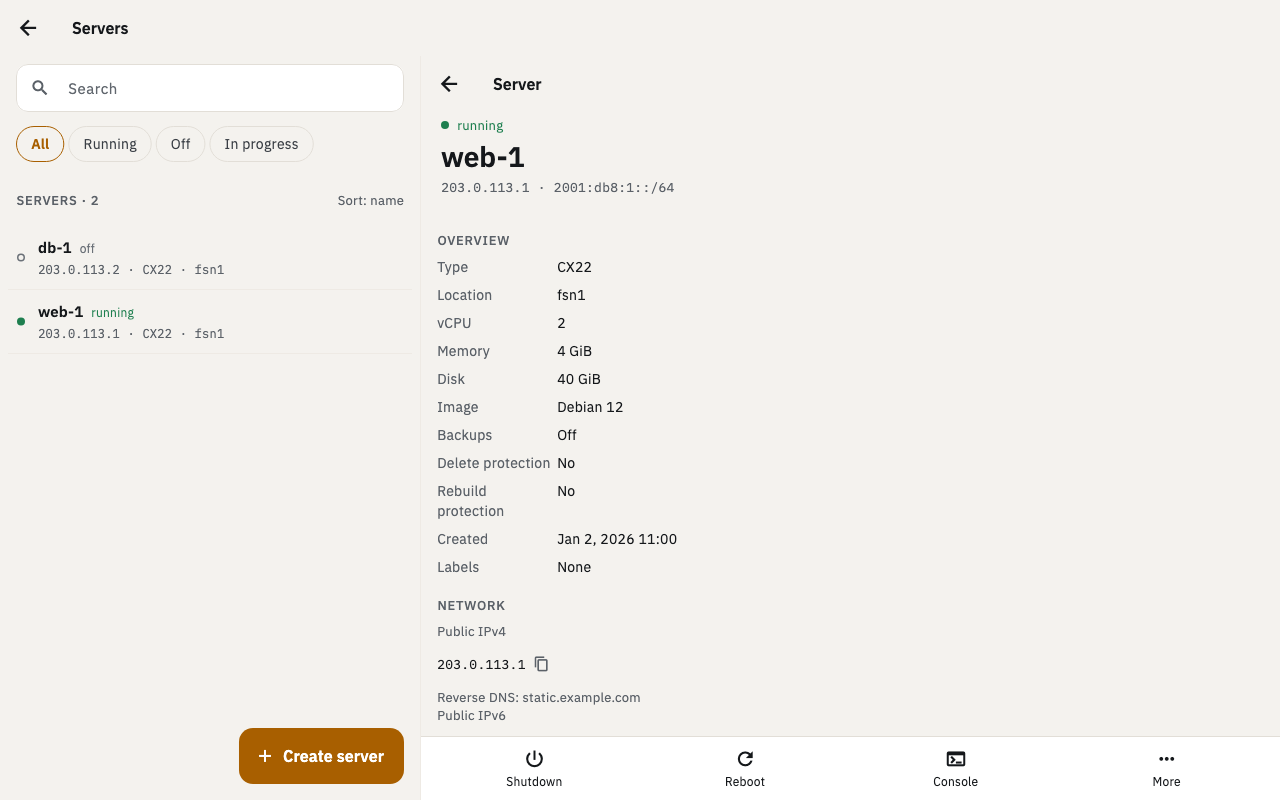 Servers
Search
All
Running
Off
In progress
SERVERS · 2
Sort: name
db-1 off
203.0.113.2 · CX22 · fsn1
web-1 running
203.0.113.1 · CX22 · fsn1
Create server
Server
running
web-1
203.0.113.1 · 2001:db8:1::/64
OVERVIEW
Type CX22
Location fsn1
vCPU 2
Memory 4 GiB
Disk 40 GiB
Image Debian 12
Backups Off
Delete protection No
Rebuild No
protection
Created Jan 2, 2026 11:00
Labels None
NETWORK
Public IPv4
203.0.113.1
Reverse DNS: static.example.com
Public IPv6
Shutdown
Reboot
Console
More